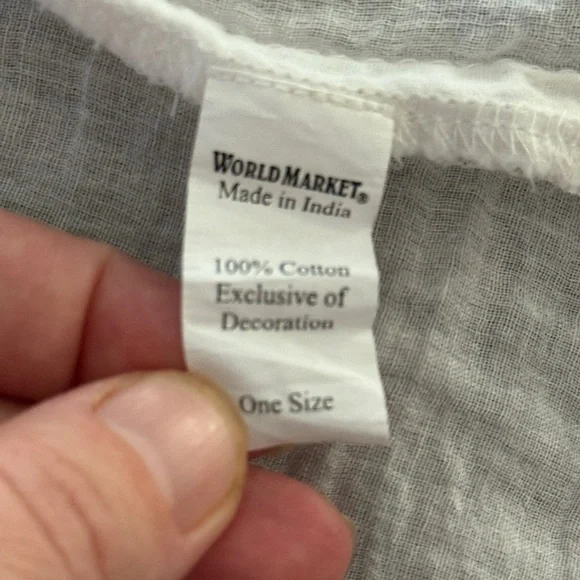 WORLD MARKET®
Made in India
100% Cotton
Exclusive of
Decoration
One Size